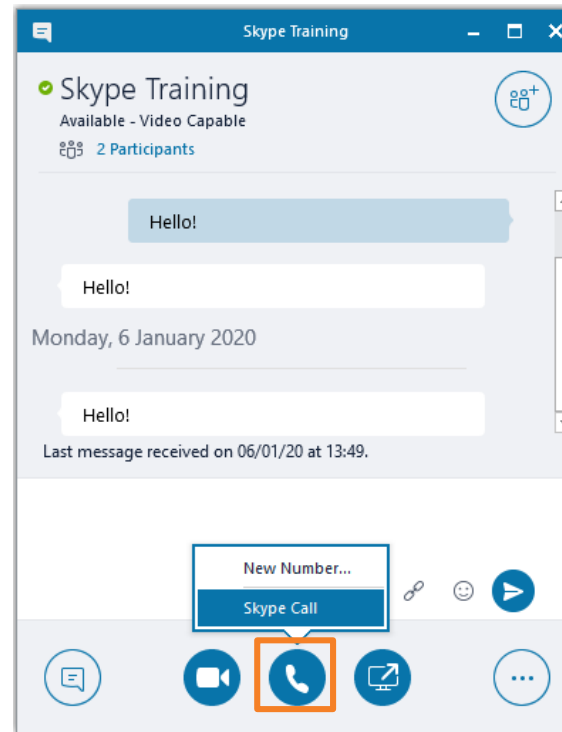 Skype Training
Skype Training
Available - Video Capable
2 Participants
Hello!
Hello!
Monday, 6 January 2020
Hello!
Last message received on 06/01/20 at 13:49.
New Number...
Skype Call